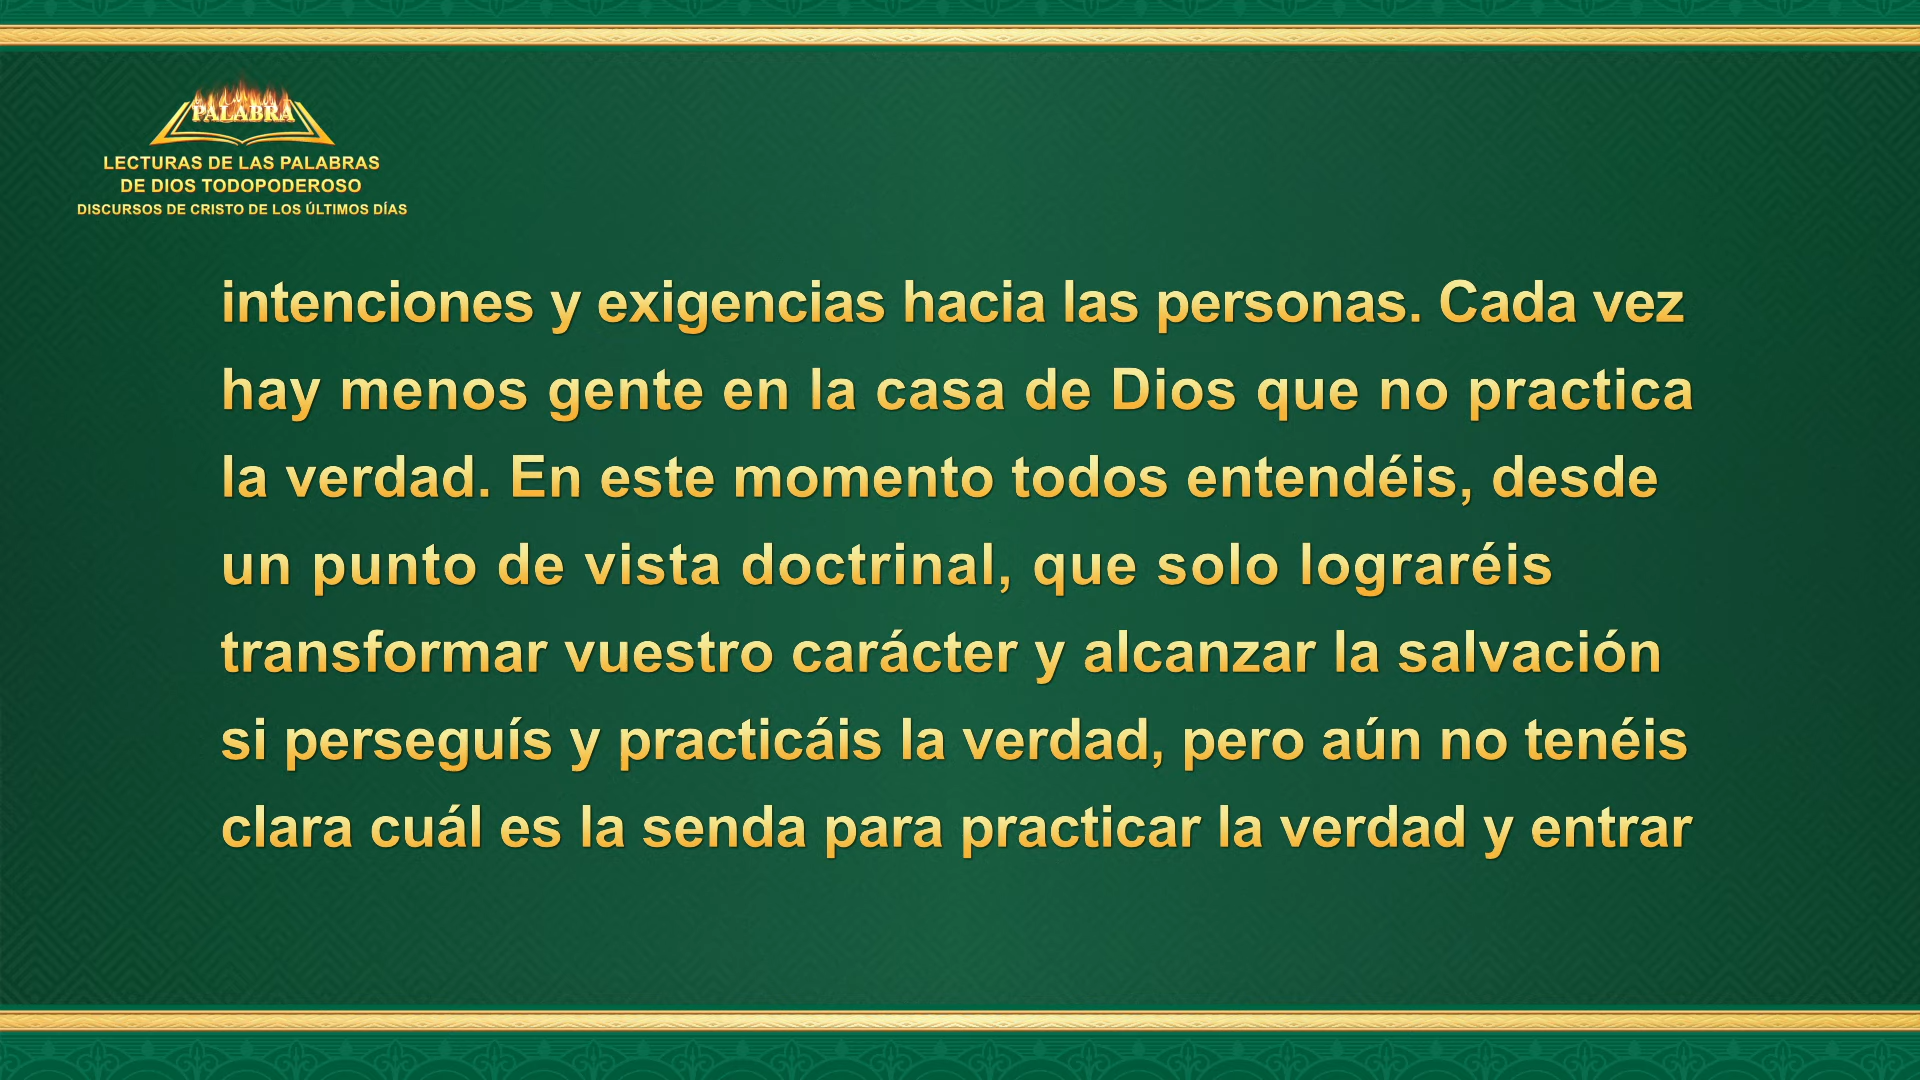 PALABRA
LECTURAS DE LAS PALABRAS
DE DIOS TODOPODEROSO
DISCURSOS DE CRISTO DE LOS ÚLTIMOS DÍAS
intenciones y exigencias hacia las personas. Cada vez
hay menos gente en la casa de Dios que no practica
la verdad. En este momento todos entendéis, desde
un punto de vista doctrinal, que solo lograréis
transformar vuestro carácter y alcanzar la salvación
si perseguís y practicáis la verdad, pero aún no tenéis
clara cuál es la senda para practicar la verdad y entrar